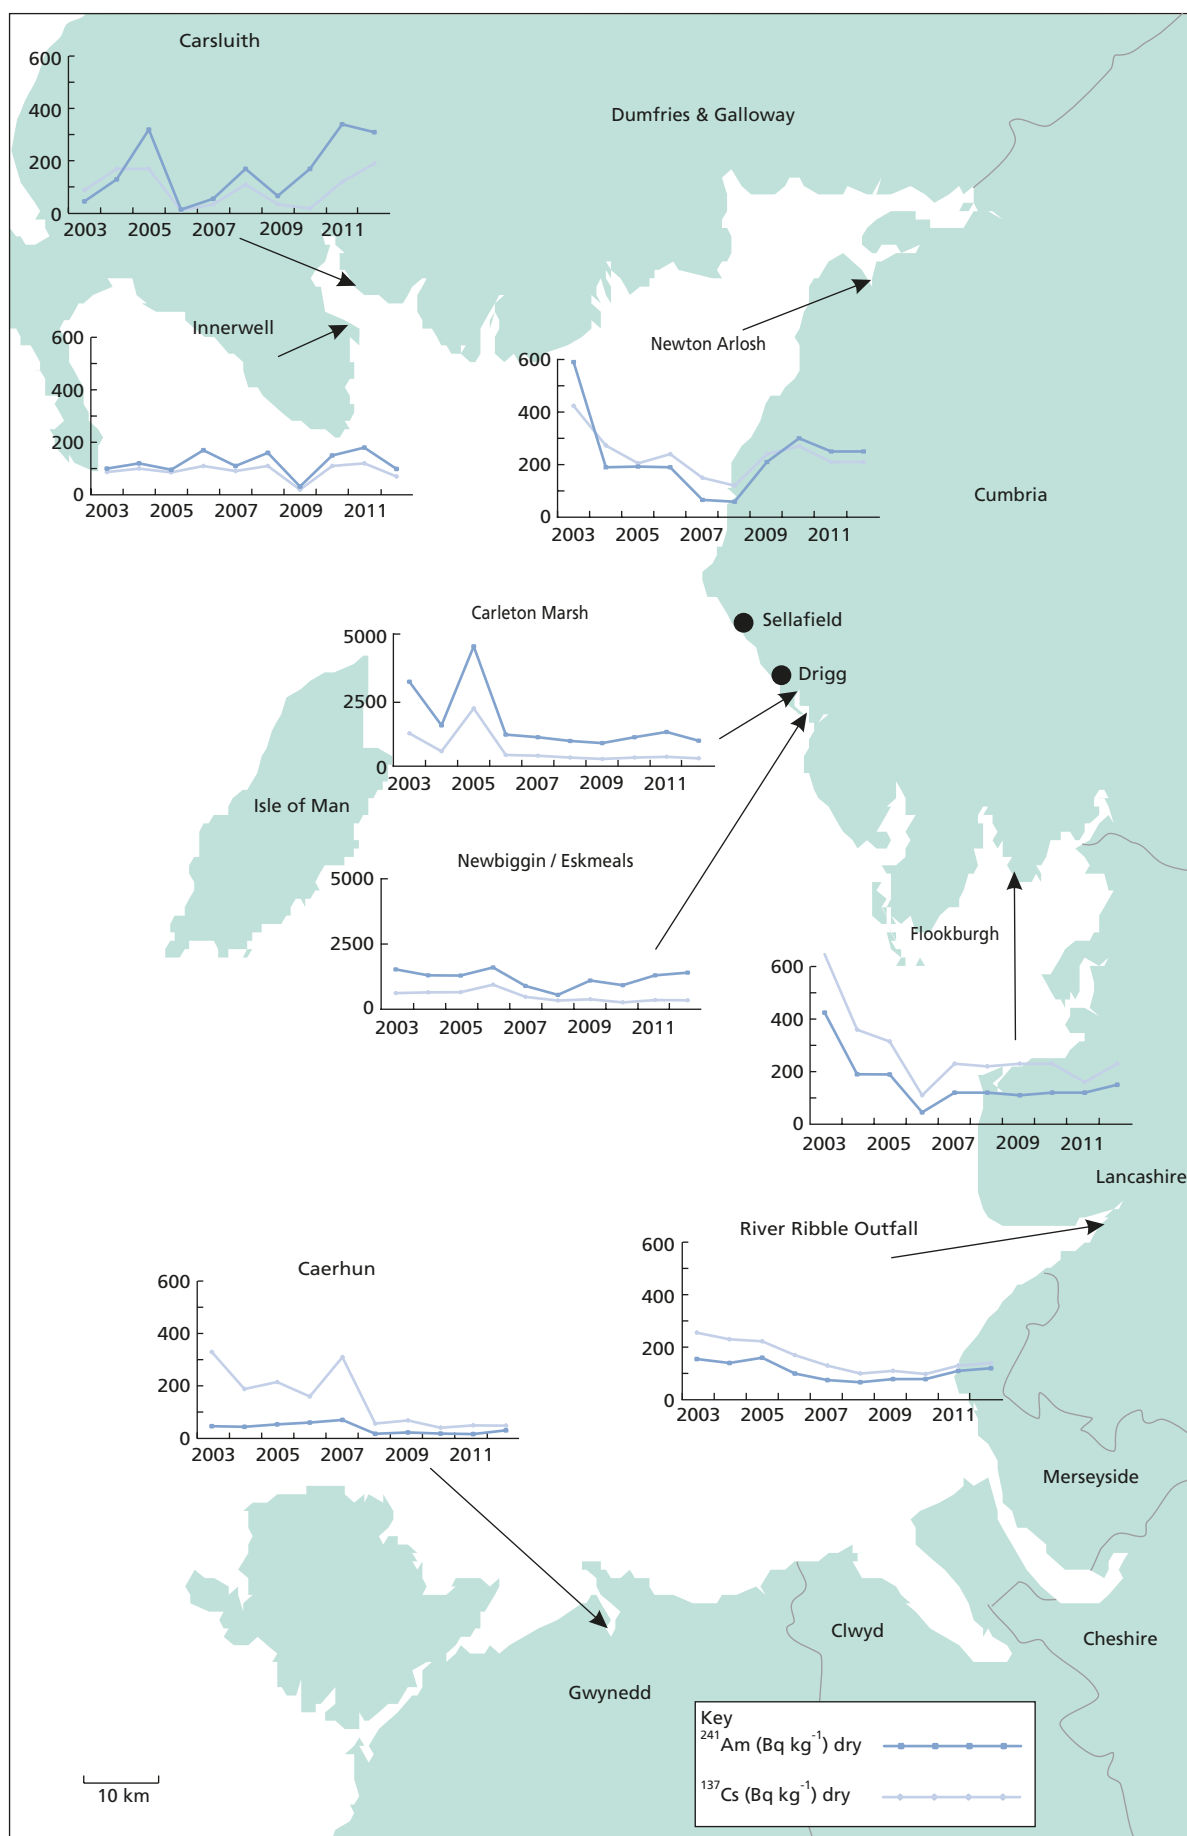 Carsluith
600
400
200
0
2003 2005 2007 2009 2011
Dumfries & Galloway
Innerwell
600
400
200
0
2003 2005 2007 2009 2011
Newton Arlosh
600
400
200
0
2003 2005 2007 2009 2011
Cumbria
Sellafield
Drigg
Carleton Marsh
5000
2500
0
2003 2005 2007 2009 2011
Isle of Man
Newbiggin / Eskmeals
5000
2500
0
2003 2005 2007 2009 2011
Flookburgh
600
400
200
0
2003 2005 2007 2009 2011
Lancashire
River Ribble Outfall
600
400
200
0
2003 2005 2007 2009 2011
Caerhun
600
400
200
0
2003 2005 2007 2009 2011
Merseyside
Clwyd
Cheshire
Gwynedd
Key
²⁴¹Am (Bq kg⁻¹) dry
¹³⁷Cs (Bq kg⁻¹) dry
10 km